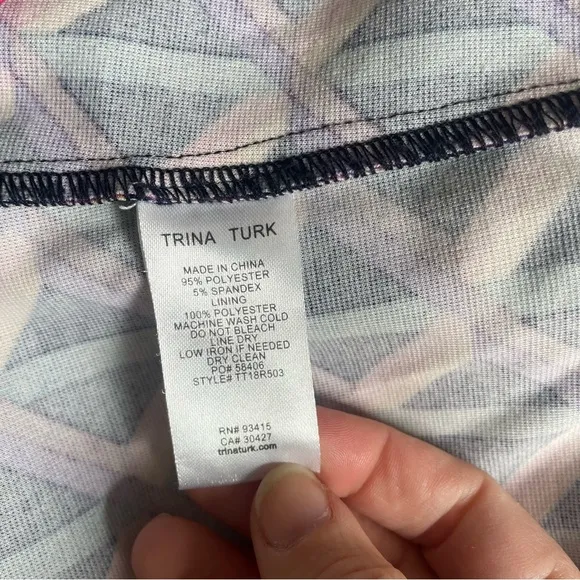 TRINA TURK
MADE IN CHINA
95% POLYESTER
5% SPANDEX
LINING
100% POLYESTER
MACHINE WASH COLD
DO NOT BLEACH
LINE DRY
LOW IRON IF NEEDED
DRY CLEAN
PO# 58406
STYLE# TT18R503
RN# 93415
CA# 30427
trinaturk.com